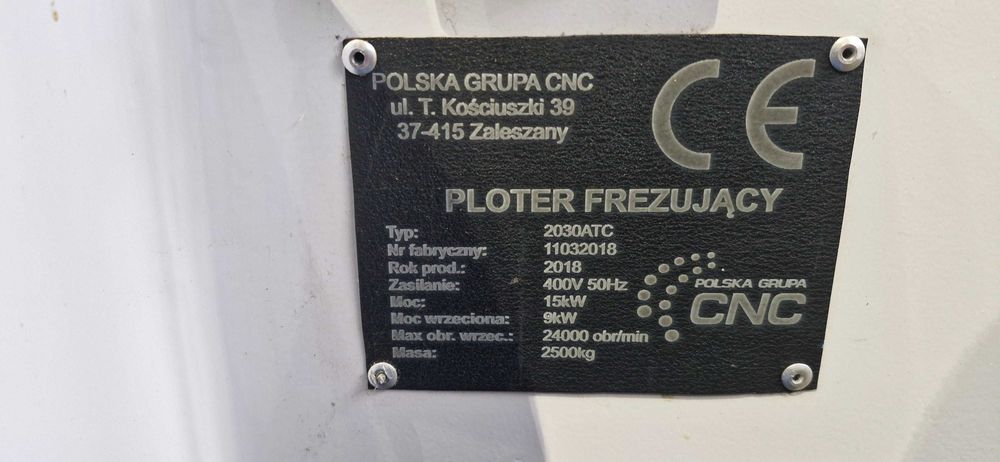 POLSKA GRUPA CNC
ul. T. Kościuszki 39
37-415 Zaleszany
CE
PLOTER FREZUJĄCY
Typ: 2030ATC
Nr fabryczny: 11032018
Rok prod.: 2018
Zasilanie: 400V 50Hz
Moc: 15kW
Moc wrzeciona: 9kW
Max obr. wrzec.: 24000 obr/min
Masa: 2500kg
POLSKA GRUPA
CNC